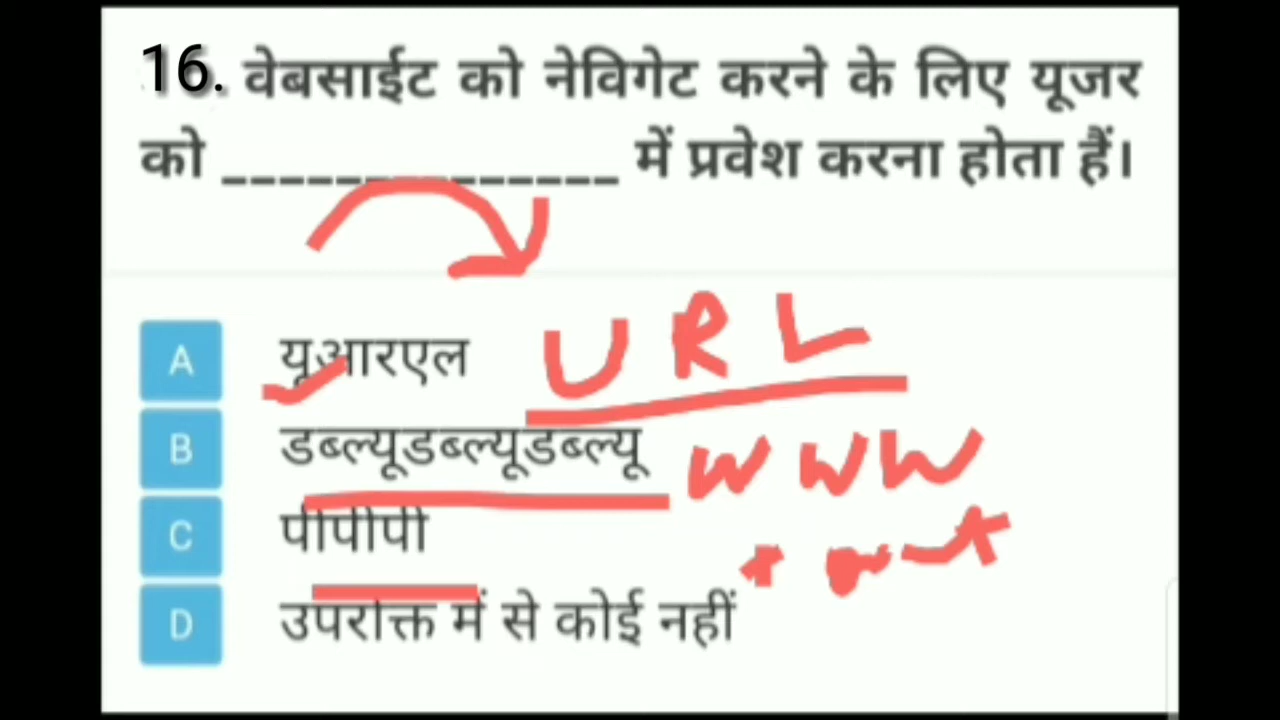 16. वेबसाईट को नेविगेट करने के लिए यूजर
को ______________ में प्रवेश करना होता हैं।
A यूआरएल URL
B डब्ल्यूडब्ल्यूडब्ल्यू WWW
C पीपीपी
D उपरोक्त में से कोई नहीं